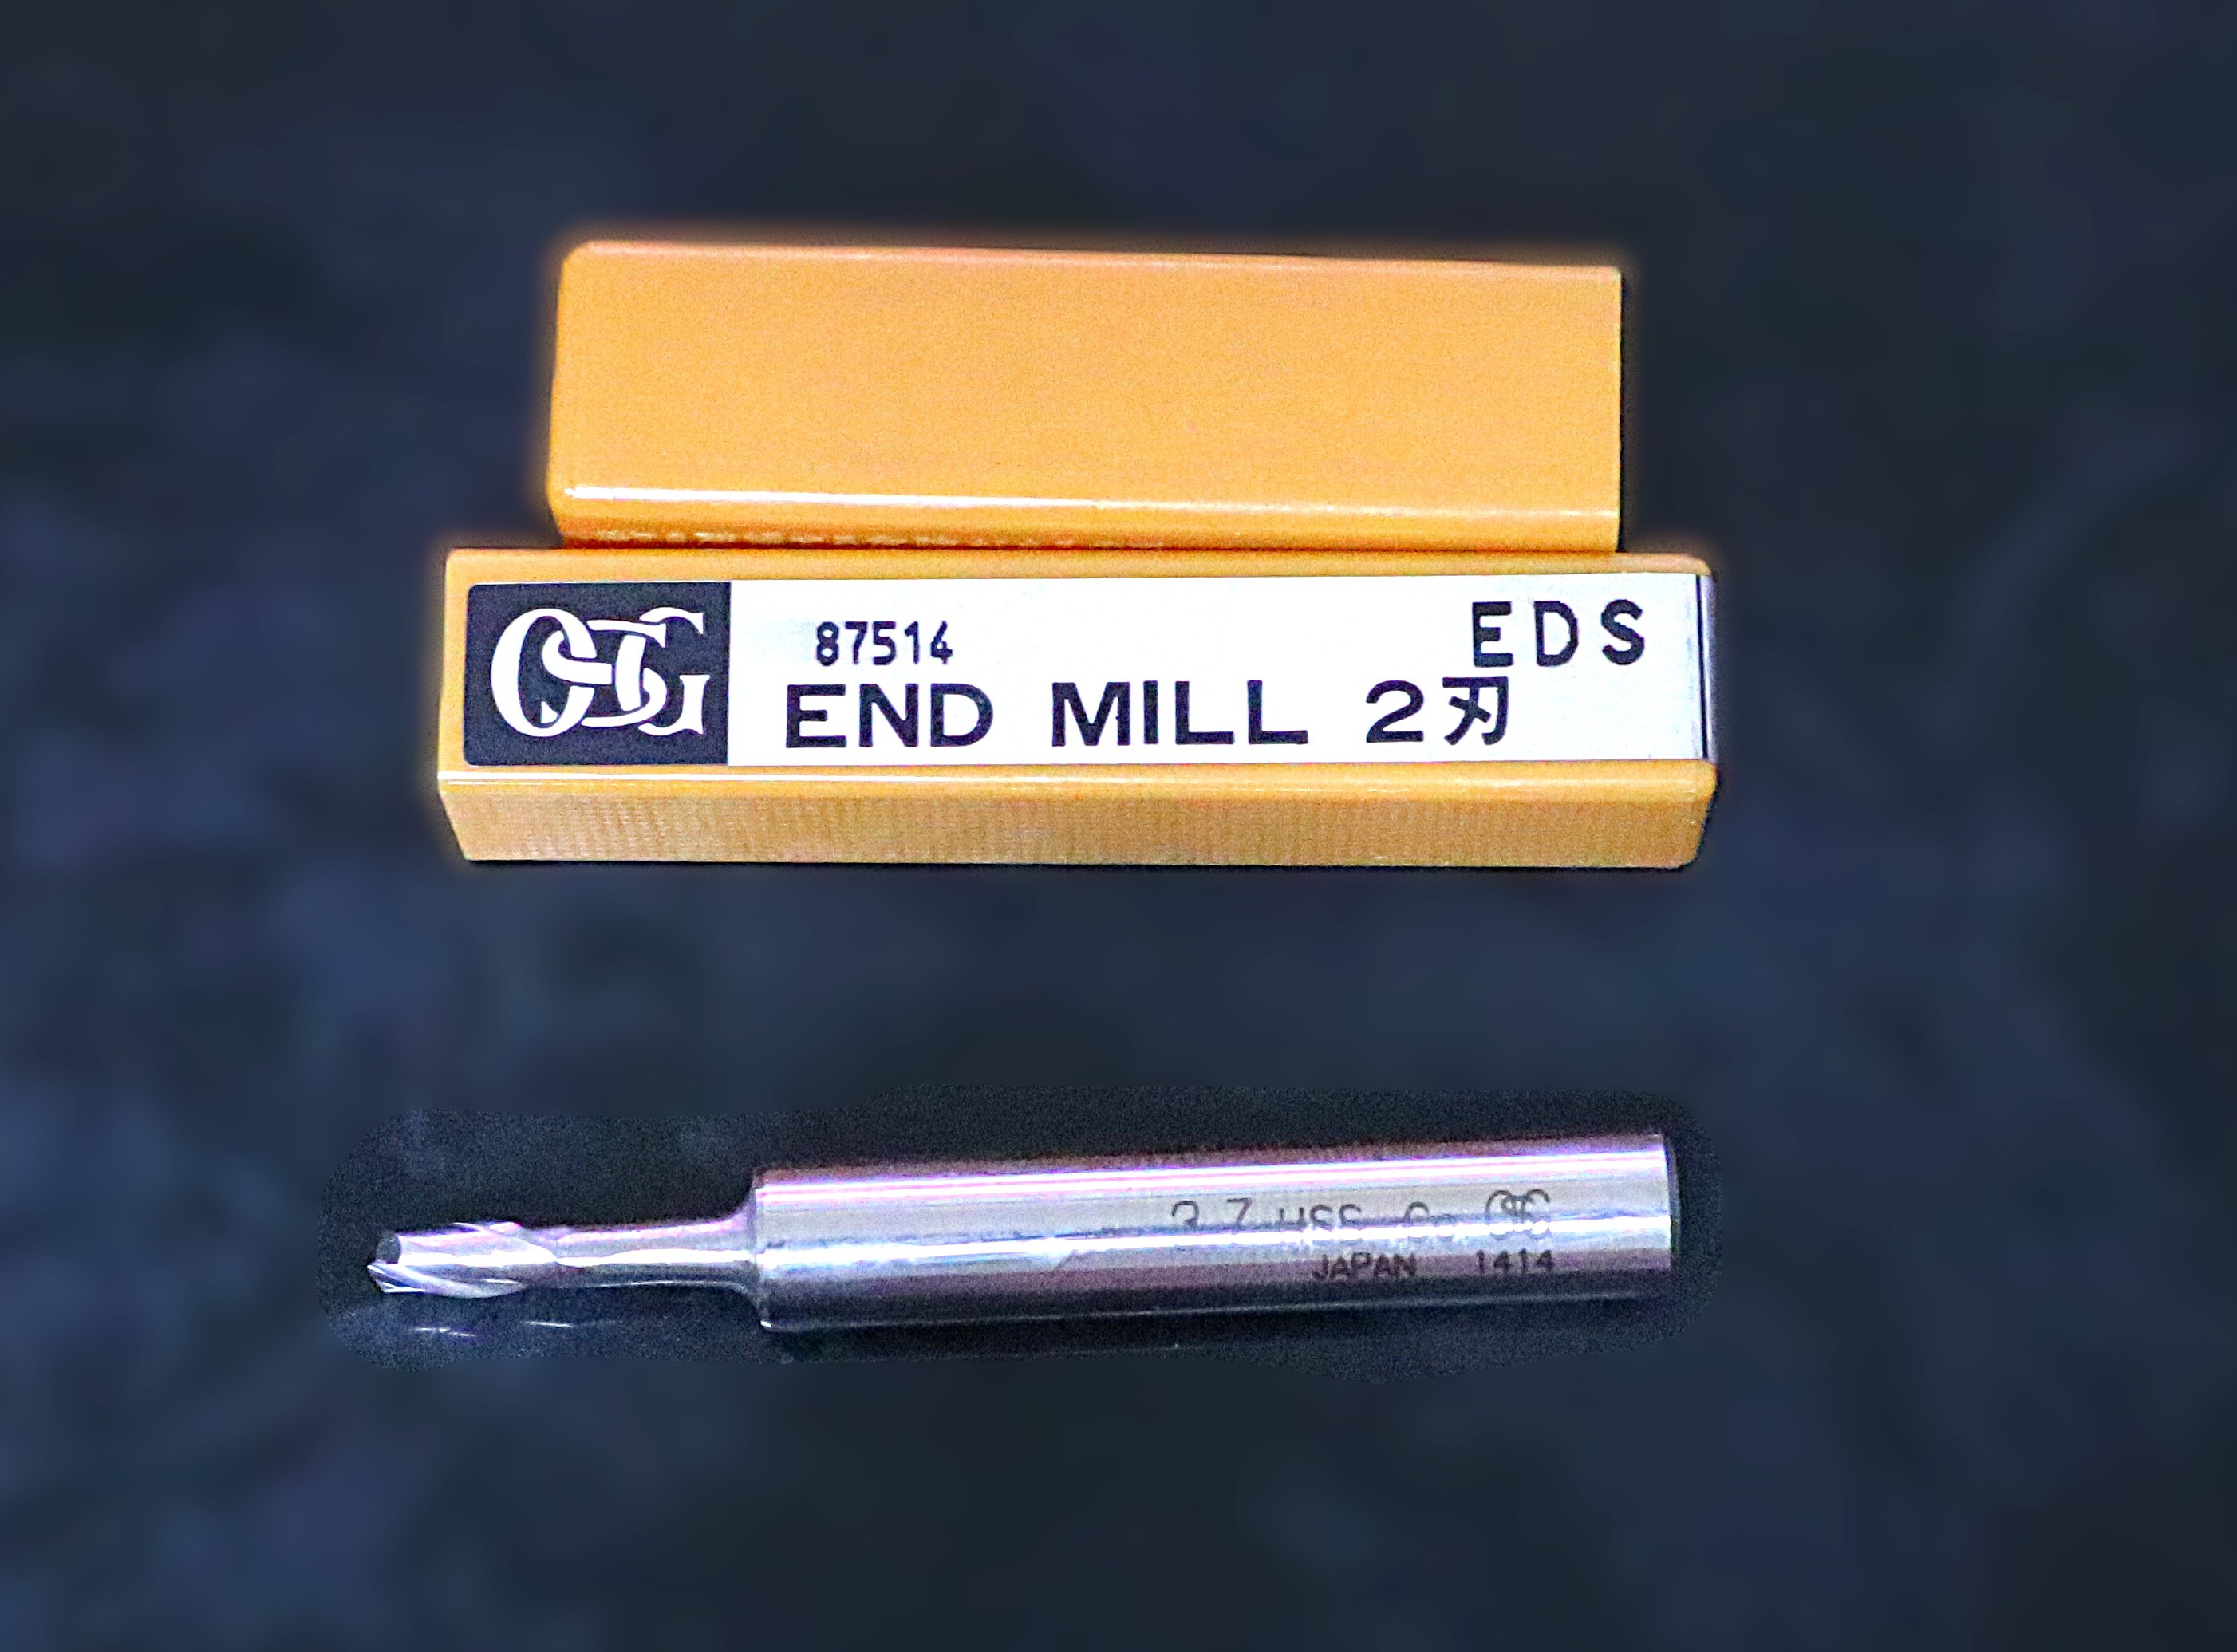 OSG
87514
EDS
END MILL 2刃
3.7 HSS-Co OSG
JAPAN 1414